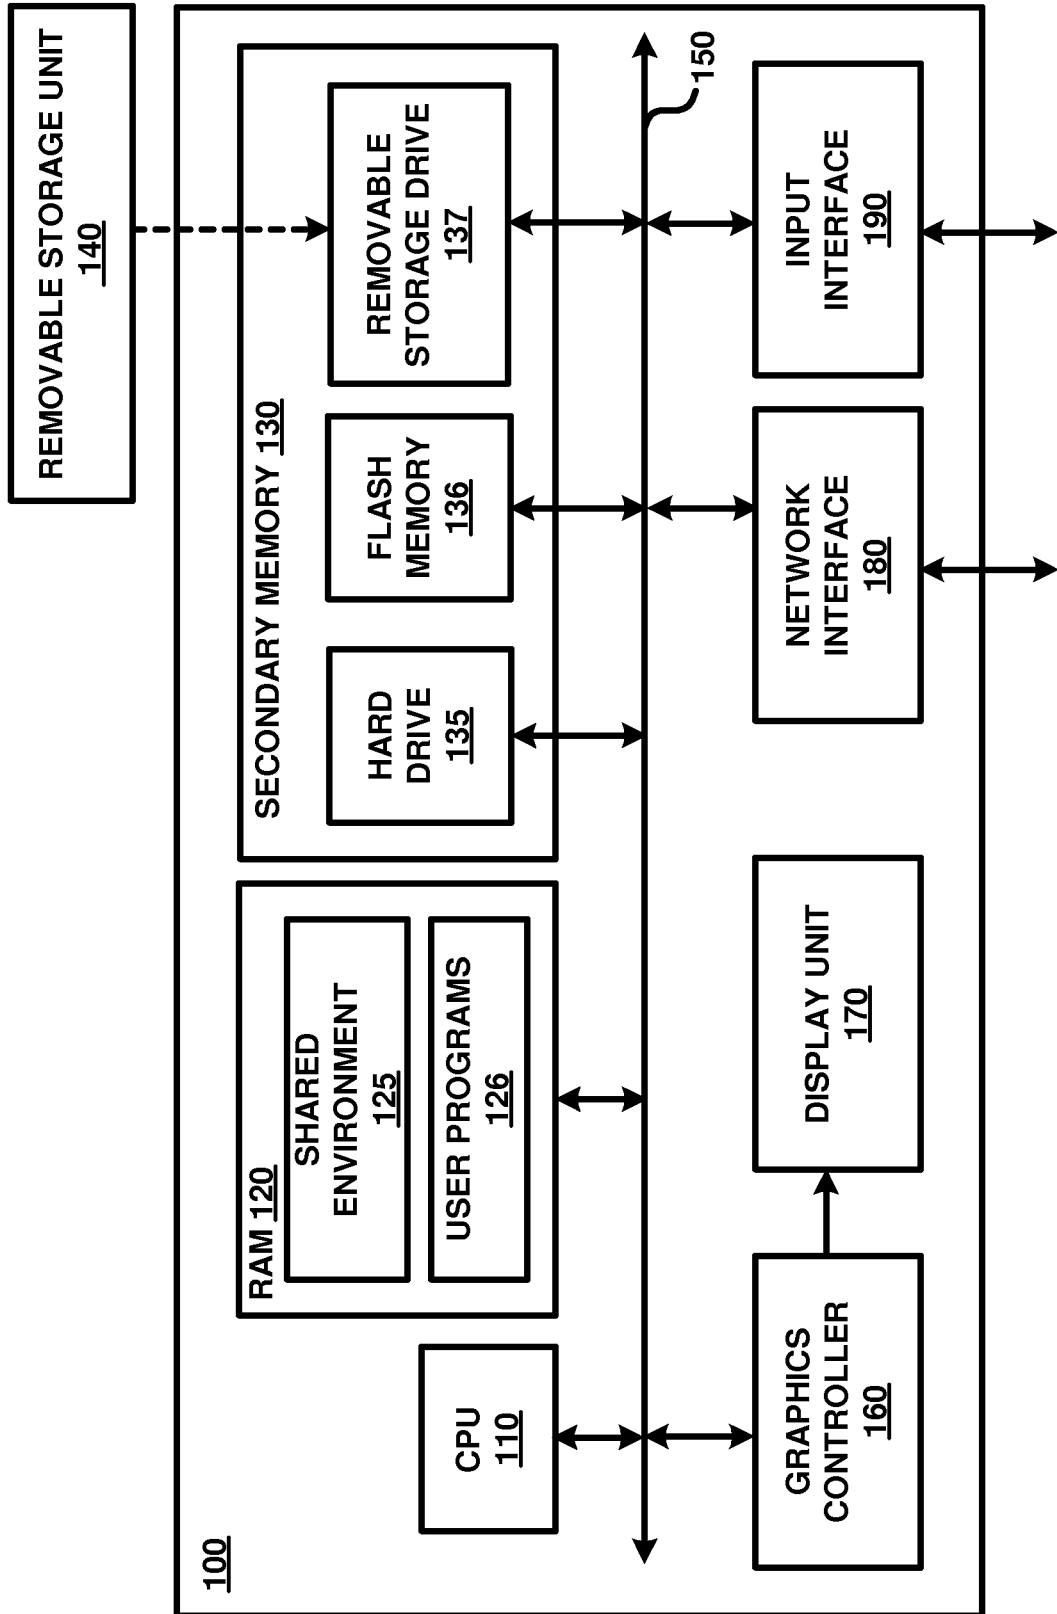 REMOVABLE STORAGE UNIT
140
100
CPU
110
RAM 120
SHARED
ENVIRONMENT
125
USER PROGRAMS
126
SECONDARY MEMORY 130
HARD
DRIVE
135
FLASH
MEMORY
136
REMOVABLE
STORAGE DRIVE
137
150
GRAPHICS
CONTROLLER
160
DISPLAY UNIT
170
NETWORK
INTERFACE
180
INPUT
INTERFACE
190